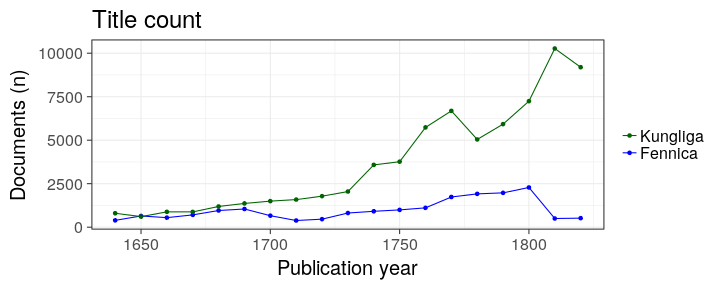 Title count
Documents (n)
10000
7500
5000
2500
0
1650
1700
1750
1800
Publication year
Kungliga
Fennica